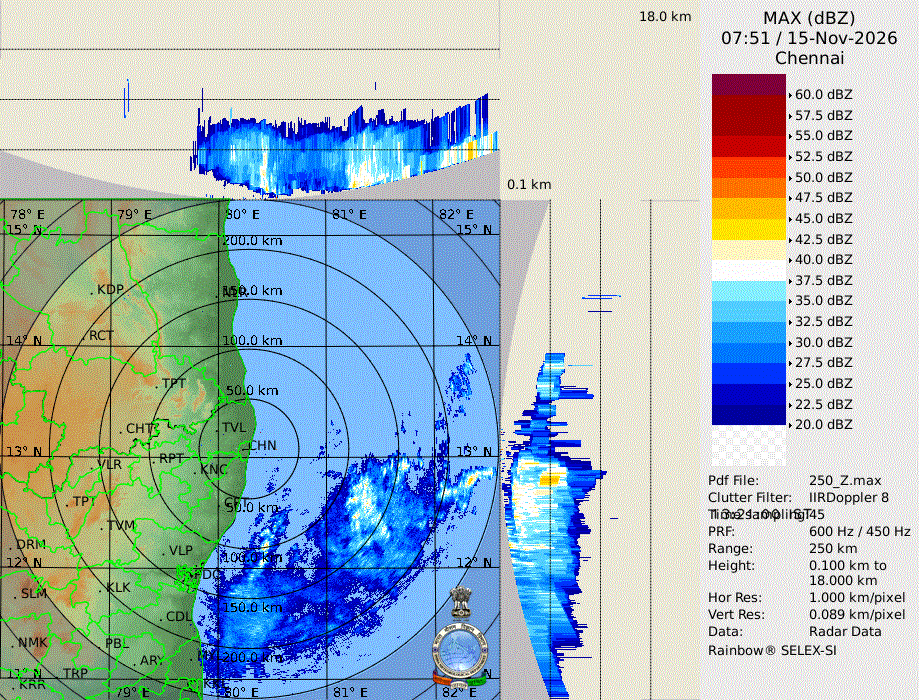 18.0 km
0.1 km
MAX (dBZ)
07:51 / 15-Nov-2026
Chennai
60.0 dBZ
57.5 dBZ
55.0 dBZ
52.5 dBZ
50.0 dBZ
47.5 dBZ
45.0 dBZ
42.5 dBZ
40.0 dBZ
37.5 dBZ
35.0 dBZ
32.5 dBZ
30.0 dBZ
27.5 dBZ
25.0 dBZ
22.5 dBZ
20.0 dBZ
Pdf File: 250_Z.max
Clutter Filter: IIRDoppler 8
Time sampling: 45
PRF: 600 Hz / 450 Hz
Range: 250 km
Height: 0.100 km to
18.000 km
Hor Res: 1.000 km/pixel
Vert Res: 0.089 km/pixel
Data: Radar Data
Rainbow® SELEX-SI
78° E 79° E 80° E 81° E 82° E
15° N 15° N
200.0 km
KDP
150.0 km
RCT
14° N 100.0 km 14° N
TPT
50.0 km
CHT TVL
CHN
13° N 13° N
VLR RPT KNC
TPT
50.0 km
TVM
DRM VLP
100.0 km
12° N 12° N
SLM KLK
150.0 km
CDL
NMK PBL
200.0 km
TRP
KRR
79° E 80° E 81° E 82° E